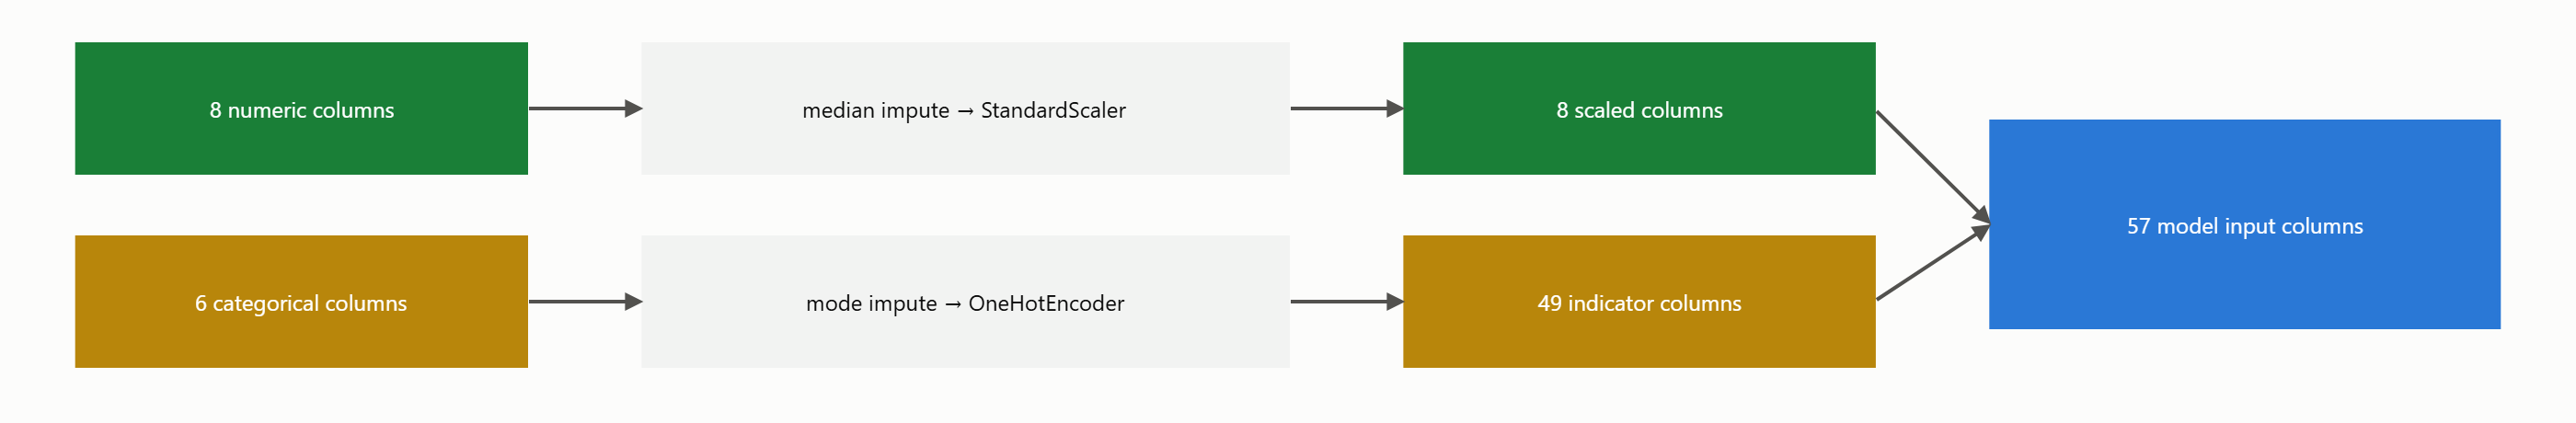 8 numeric columns
median impute → StandardScaler
8 scaled columns
6 categorical columns
mode impute → OneHotEncoder
49 indicator columns
57 model input columns